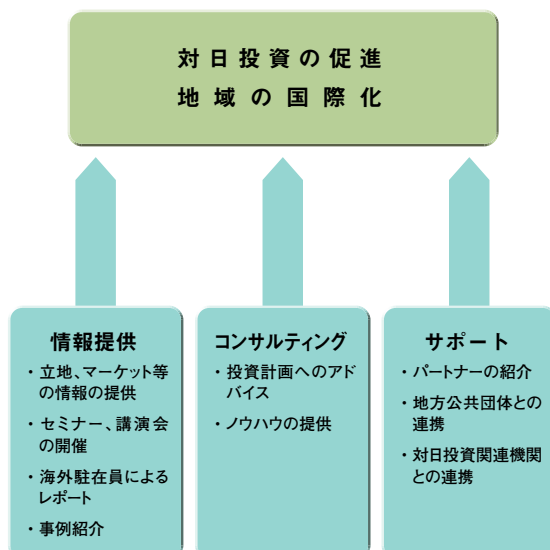 対日投資の促進
地域の国際化
情報提供
・立地、マーケット等
の情報の提供
・セミナー、講演会
の開催
・海外駐在員による
レポート
・事例紹介
コンサルティング
・投資計画へのアド
バイス
・ノウハウの提供
サポート
・パートナーの紹介
・地方公共団体との
連携
・対日投資関連機関
との連携